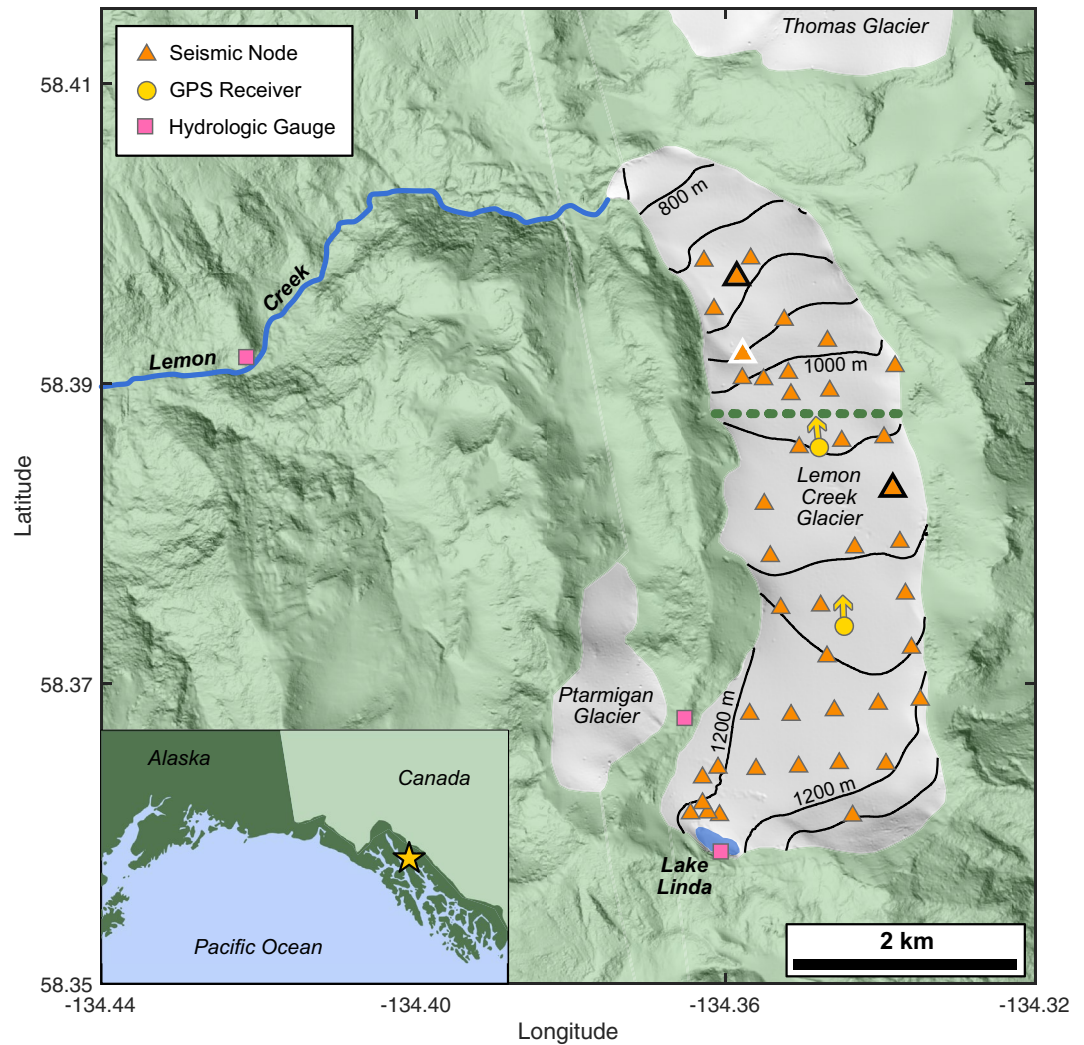 Thomas Glacier
Seismic Node
GPS Receiver
Hydrologic Gauge
58.41
800 m
Creek
Lemon
1000 m
58.39
Latitude
Lemon
Creek
Glacier
58.37
Ptarmigan
Glacier
1200 m
1200 m
Alaska
Canada
Lake
Linda
Pacific Ocean
2 km
58.35
-134.44
-134.40
-134.36
-134.32
Longitude